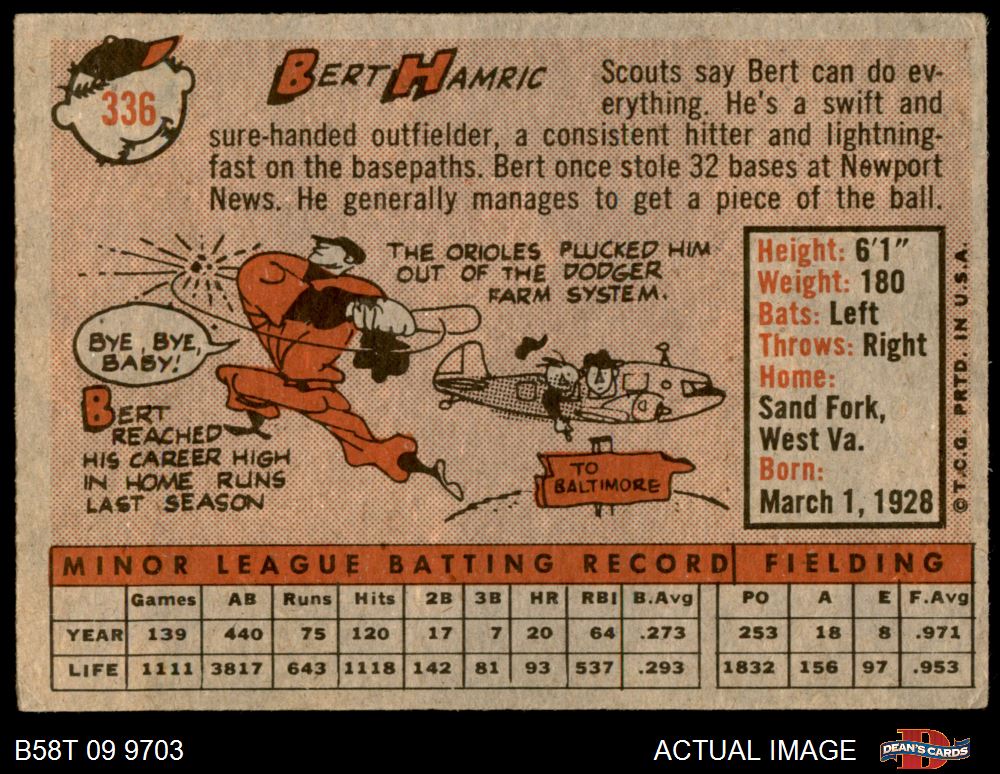 336
BERT HAMRIC
Scouts say Bert can do ev-
erything. He's a swift and
sure-handed outfielder, a consistent hitter and lightning-
fast on the basepaths. Bert once stole 32 bases at Newport
News. He generally manages to get a piece of the ball.
THE ORIOLES PLUCKED HIM
OUT OF THE DODGER
FARM SYSTEM.
BYE, BYE,
BABY!
BERT
REACHED
HIS CAREER HIGH
IN HOME RUNS
LAST SEASON
TO
BALTIMORE
Height: 6'1"
Weight: 180
Bats: Left
Throws: Right
Home:
Sand Fork,
West Va.
Born:
March 1, 1928
© T.C.G. PRTD. IN U.S.A.
MINOR LEAGUE BATTING RECORD FIELDING
Games AB Runs Hits 2B 3B HR RBI B.Avg PO A E F.Avg
YEAR 139 440 75 120 17 7 20 64 .273 253 18 8 .971
LIFE 1111 3817 643 1118 142 81 93 537 .293 1832 156 97 .953
B58T 09 9703
ACTUAL IMAGE
DEAN'S CARDS